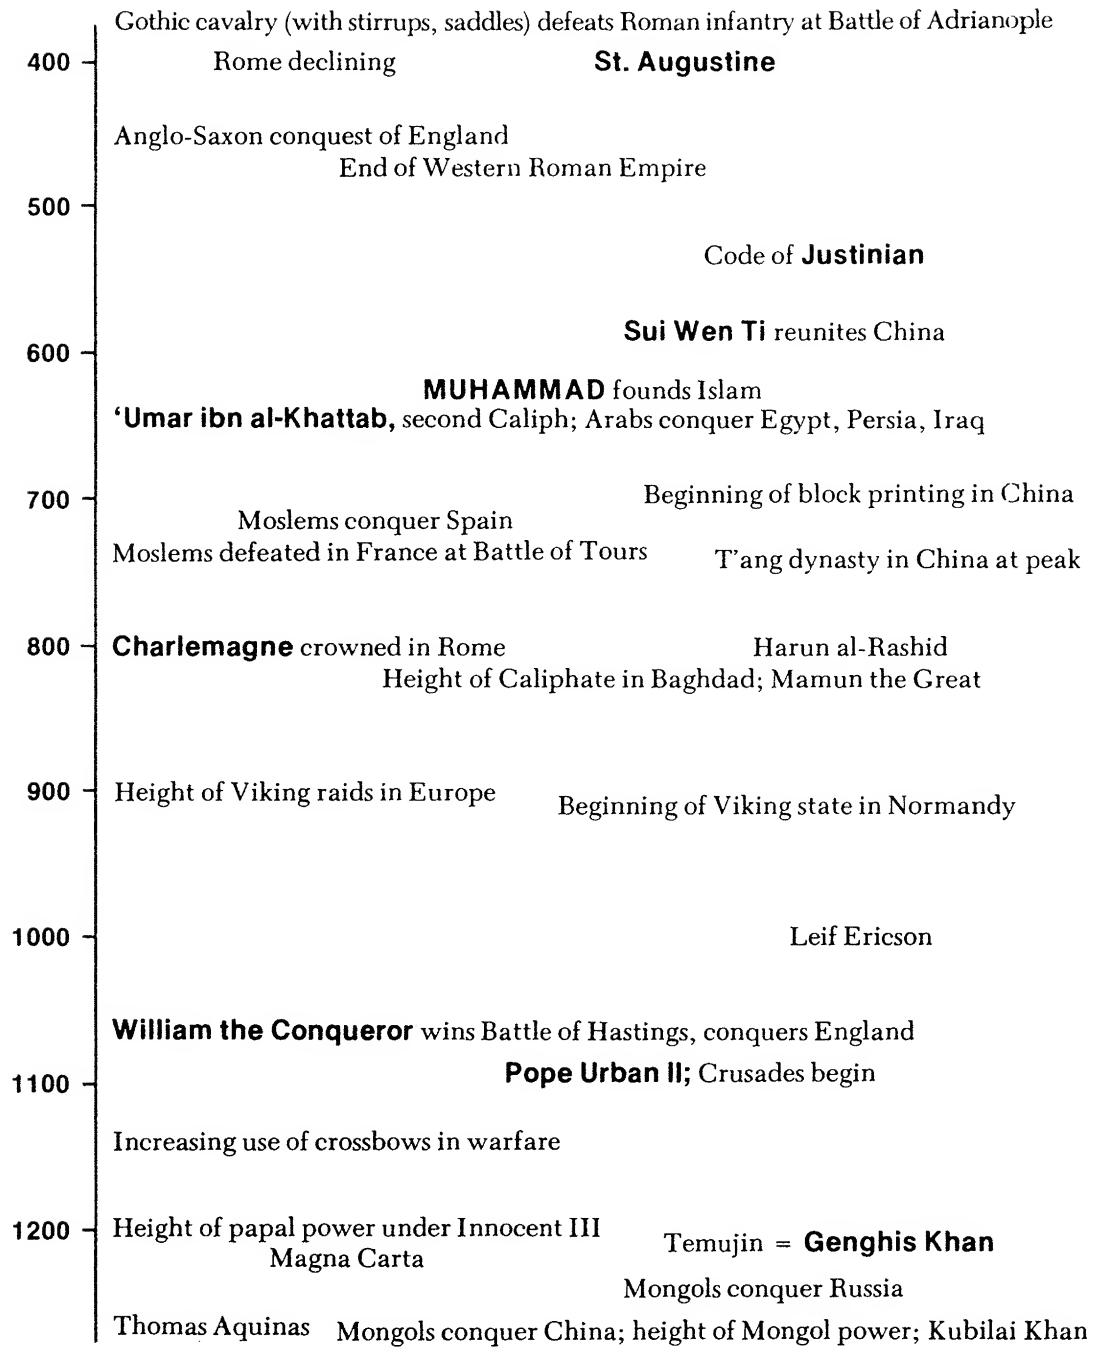 Gothic cavalry (with stirrups, saddles) defeats Roman infantry at Battle of Adrianople
400 Rome declining St. Augustine
Anglo-Saxon conquest of England
End of Western Roman Empire
500
Code of Justinian
Sui Wen Ti reunites China
600
MUHAMMAD founds Islam
‘Umar ibn al-Khattab, second Caliph; Arabs conquer Egypt, Persia, Iraq
700 Beginning of block printing in China
Moslems conquer Spain
Moslems defeated in France at Battle of Tours T’ang dynasty in China at peak
800 Charlemagne crowned in Rome Harun al-Rashid
Height of Caliphate in Baghdad; Mamun the Great
900 Height of Viking raids in Europe Beginning of Viking state in Normandy
1000 Leif Ericson
William the Conqueror wins Battle of Hastings, conquers England
1100 Pope Urban II; Crusades begin
Increasing use of crossbows in warfare
1200 Height of papal power under Innocent III Temujin = Genghis Khan
Magna Carta
Mongols conquer Russia
Thomas Aquinas Mongols conquer China; height of Mongol power; Kubilai Khan